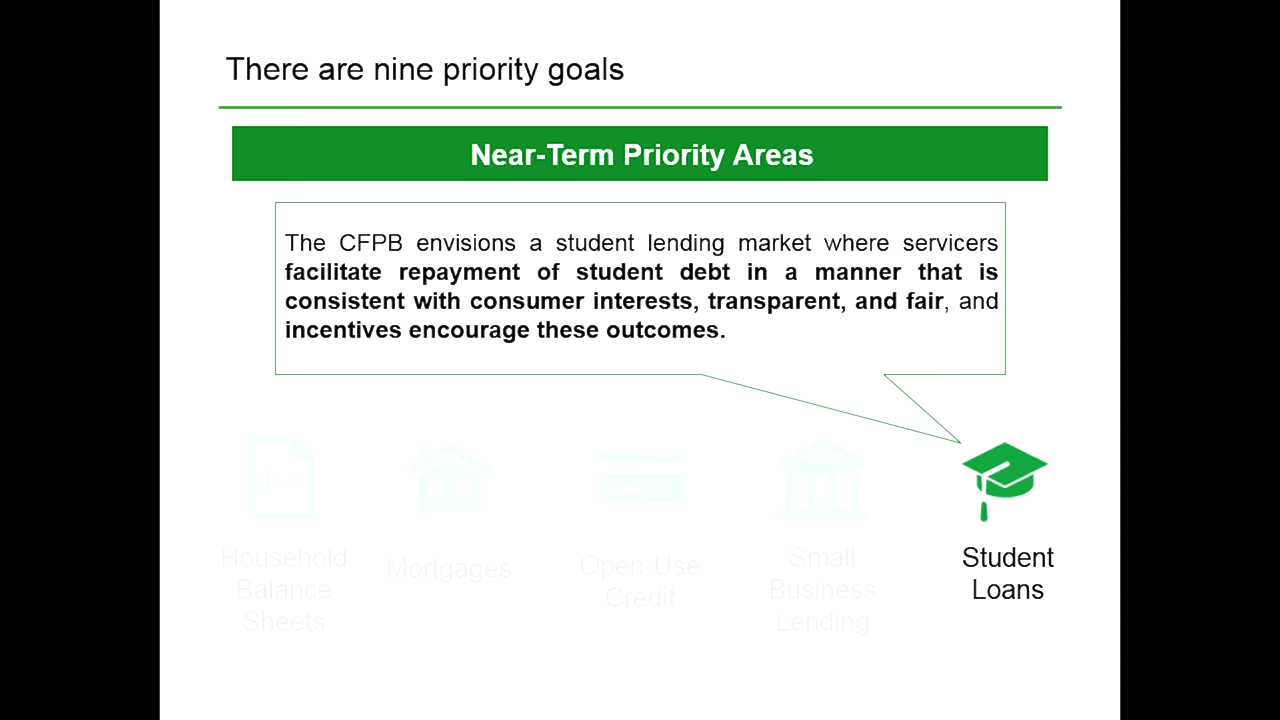 There are nine priority goals
Near-Term Priority Areas
The CFPB envisions a student lending market where servicers
facilitate repayment of student debt in a manner that is
consistent with consumer interests, transparent, and fair, and
incentives encourage these outcomes.
Household
Balance
Sheets
Mortgages
Open-Use
Credit
Small
Business
Lending
Student
Loans